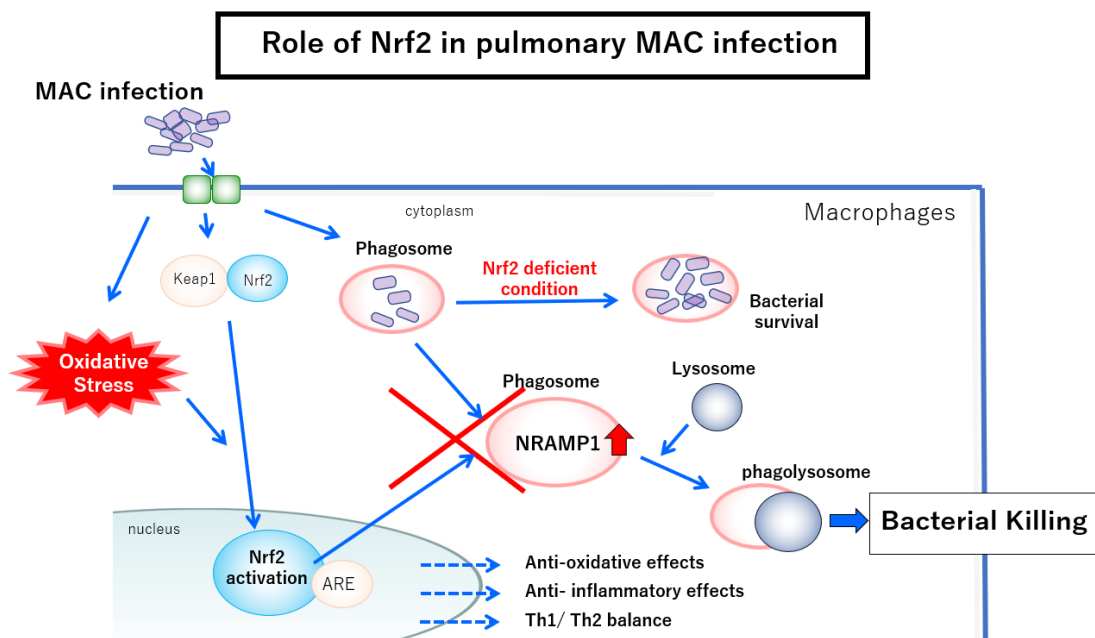 Role of Nrf2 in pulmonary MAC infection
MAC infection
cytoplasm
Macrophages
Phagosome
Keap1
Nrf2
Nrf2 deficient
condition
Bacterial
survival
Oxidative
Stress
Phagosome
Lysosome
NRAMP1
phagolysosome
Bacterial Killing
nucleus
Nrf2
activation
ARE
Anti-oxidative effects
Anti- inflammatory effects
Th1/ Th2 balance